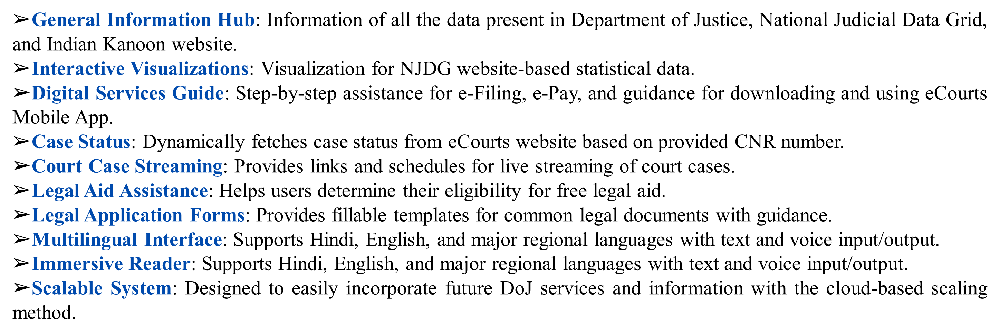 ➢General Information Hub: Information of all the data present in Department of Justice, National Judicial Data Grid,
and Indian Kanoon website.
➢Interactive Visualizations: Visualization for NJDG website-based statistical data.
➢Digital Services Guide: Step-by-step assistance for e-Filing, e-Pay, and guidance for downloading and using eCourts
Mobile App.
➢Case Status: Dynamically fetches case status from eCourts website based on provided CNR number.
➢Court Case Streaming: Provides links and schedules for live streaming of court cases.
➢Legal Aid Assistance: Helps users determine their eligibility for free legal aid.
➢Legal Application Forms: Provides fillable templates for common legal documents with guidance.
➢Multilingual Interface: Supports Hindi, English, and major regional languages with text and voice input/output.
➢Immersive Reader: Supports Hindi, English, and major regional languages with text and voice input/output.
➢Scalable System: Designed to easily incorporate future DoJ services and information with the cloud-based scaling
method.